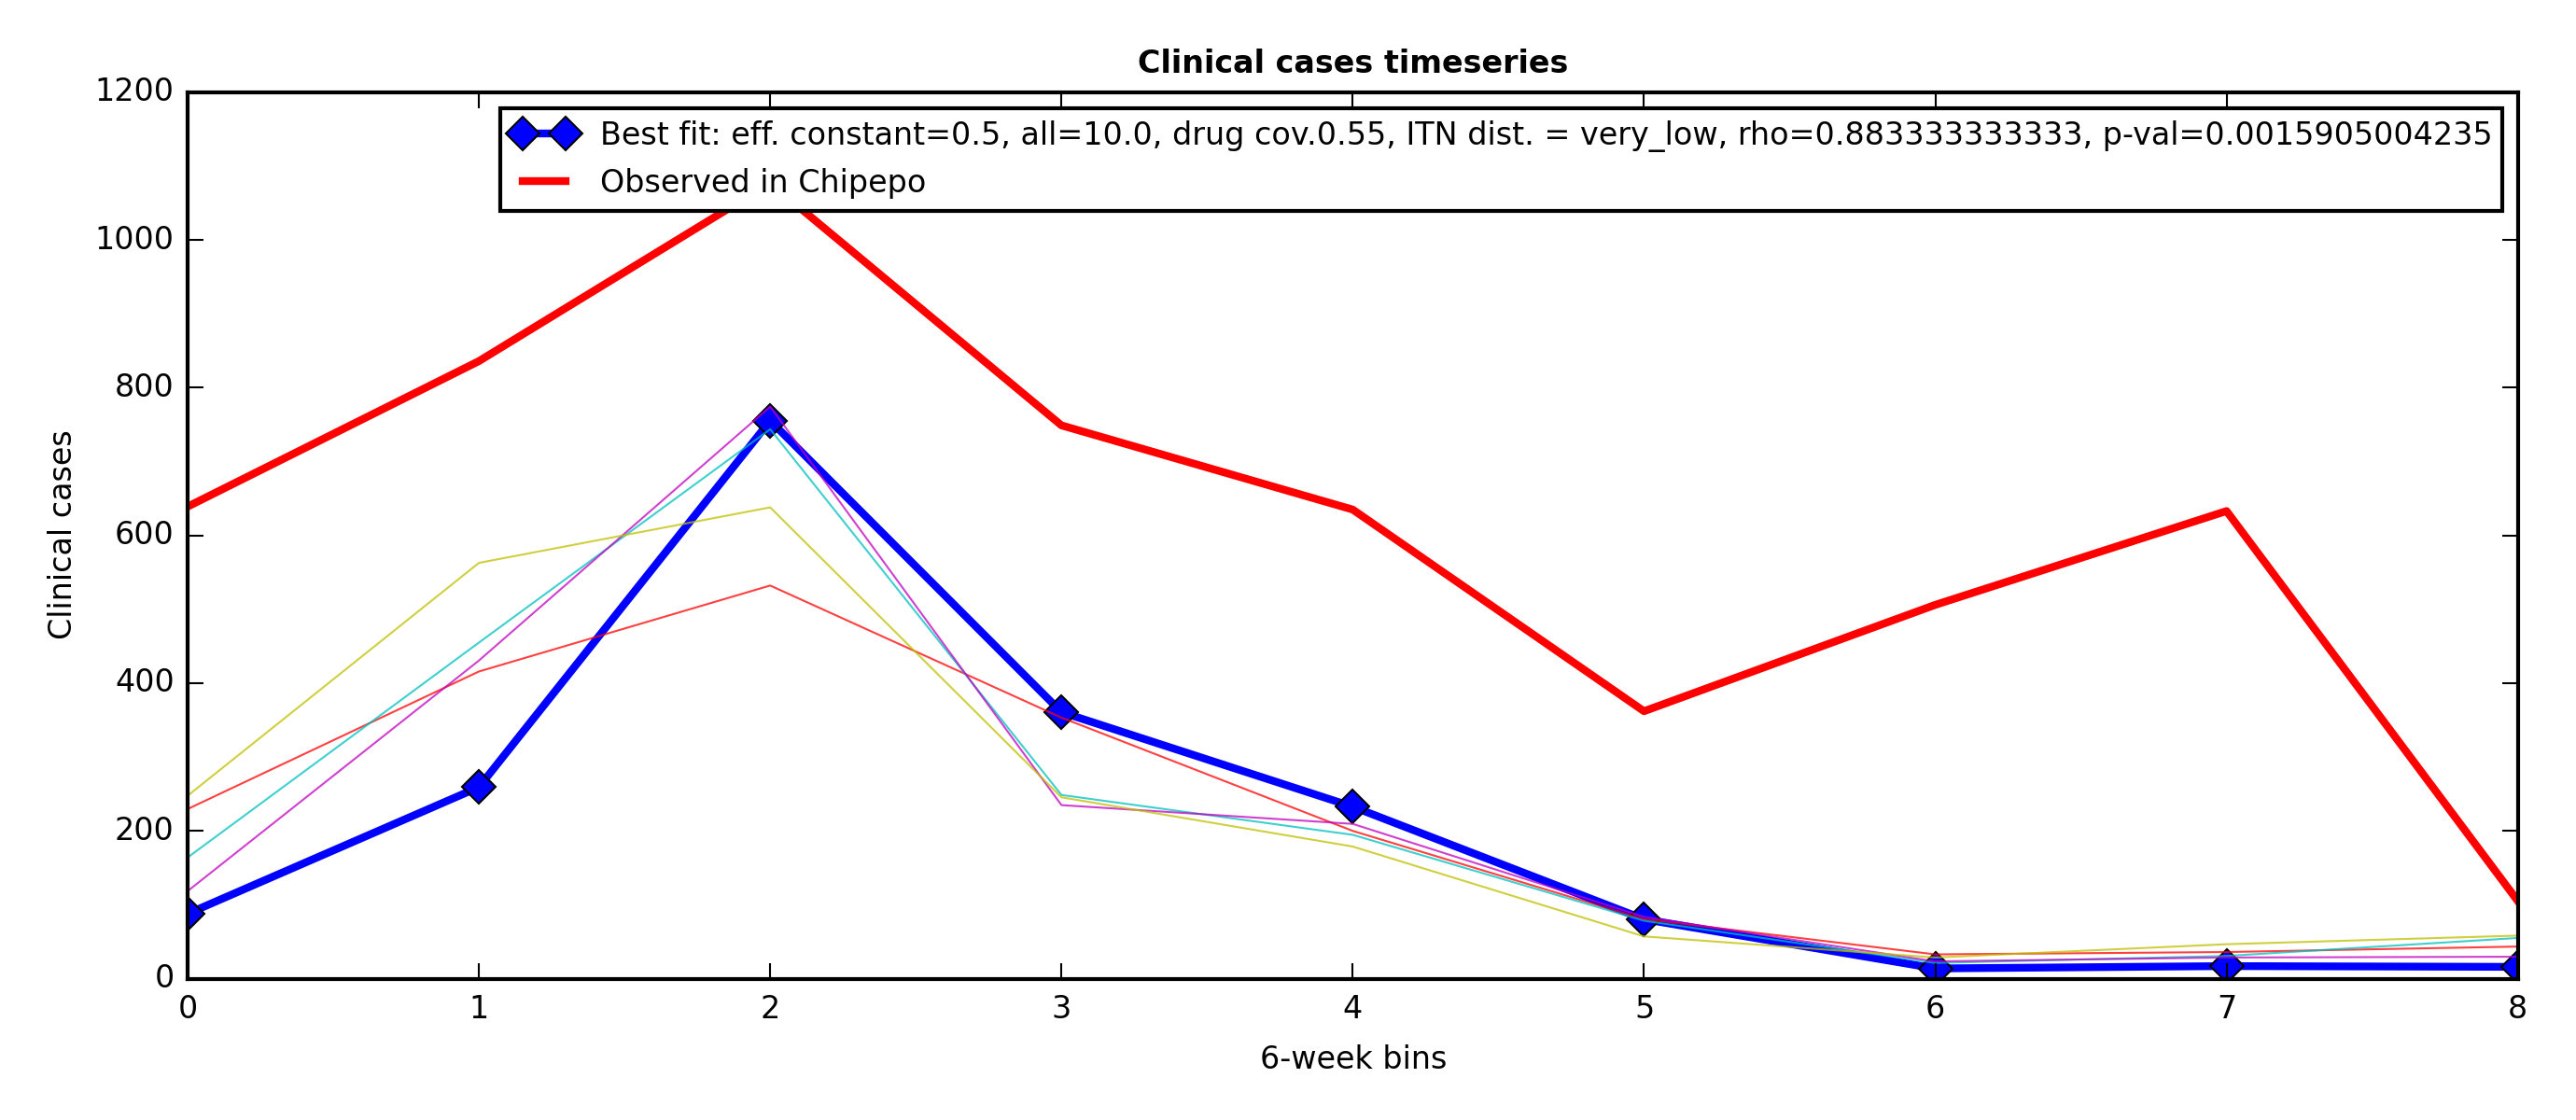 Clinical cases timeseries
1200
1000
800
600
400
200
0
Clinical cases
Best fit: eff. constant=0.5, all=10.0, drug cov.0.55, ITN dist. = very_low, rho=0.883333333333, p-val=0.0015905004235
Observed in Chipepo
0 1 2 3 4 5 6 7 8
6-week bins